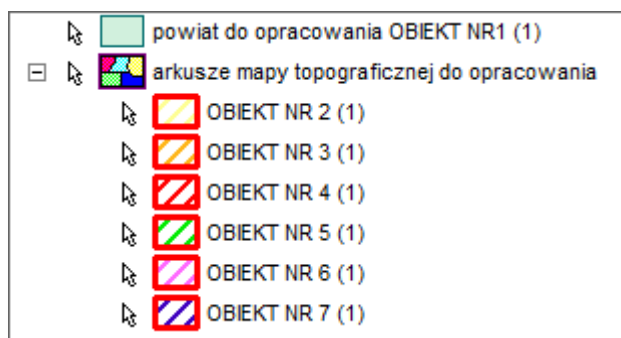 powiat do opracowania OBIEKT NR1 (1)
arkusze mapy topograficznej do opracowania
OBIEKT NR 2 (1)
OBIEKT NR 3 (1)
OBIEKT NR 4 (1)
OBIEKT NR 5 (1)
OBIEKT NR 6 (1)
OBIEKT NR 7 (1)